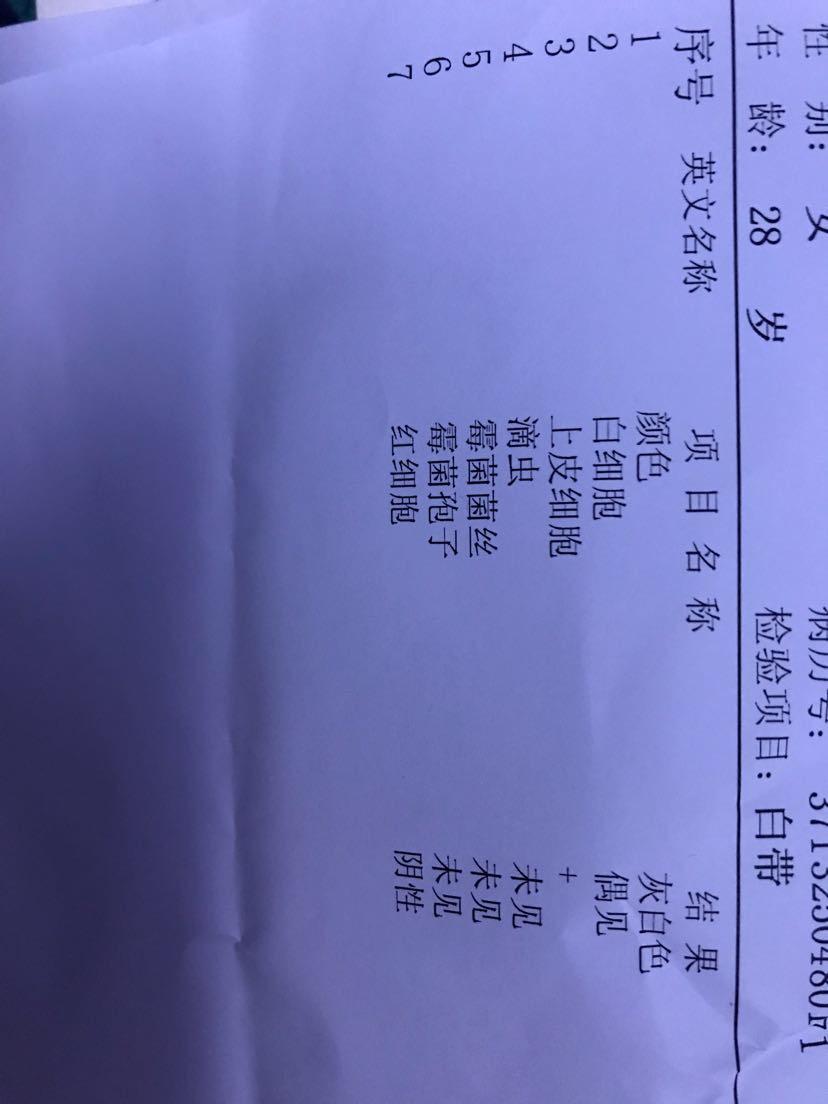 性 别： 女 病历号：
年 龄： 28 岁 检验项目：白带
序号 英文名称 项 目 名 称 结 果
1 颜色 灰白色
2 白细胞 偶见
3 上皮细胞 +
4 滴虫 未见
5 霉菌菌丝 未见
6 霉菌孢子 未见
7 红细胞 阴性